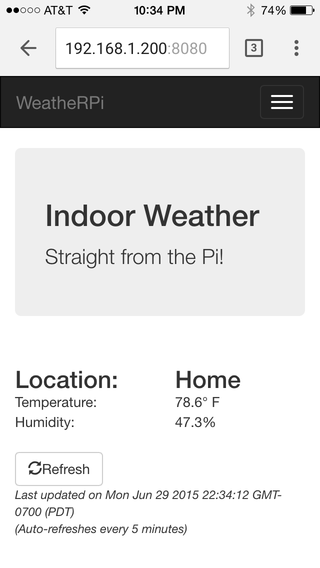 AT&T 10:34 PM 74%
192.168.1.200:8080 3
WeatheRPi
Indoor Weather
Straight from the Pi!
Location: Home
Temperature: 78.6° F
Humidity: 47.3%
Refresh
Last updated on Mon Jun 29 2015 22:34:12 GMT-
0700 (PDT)
(Auto-refreshes every 5 minutes)